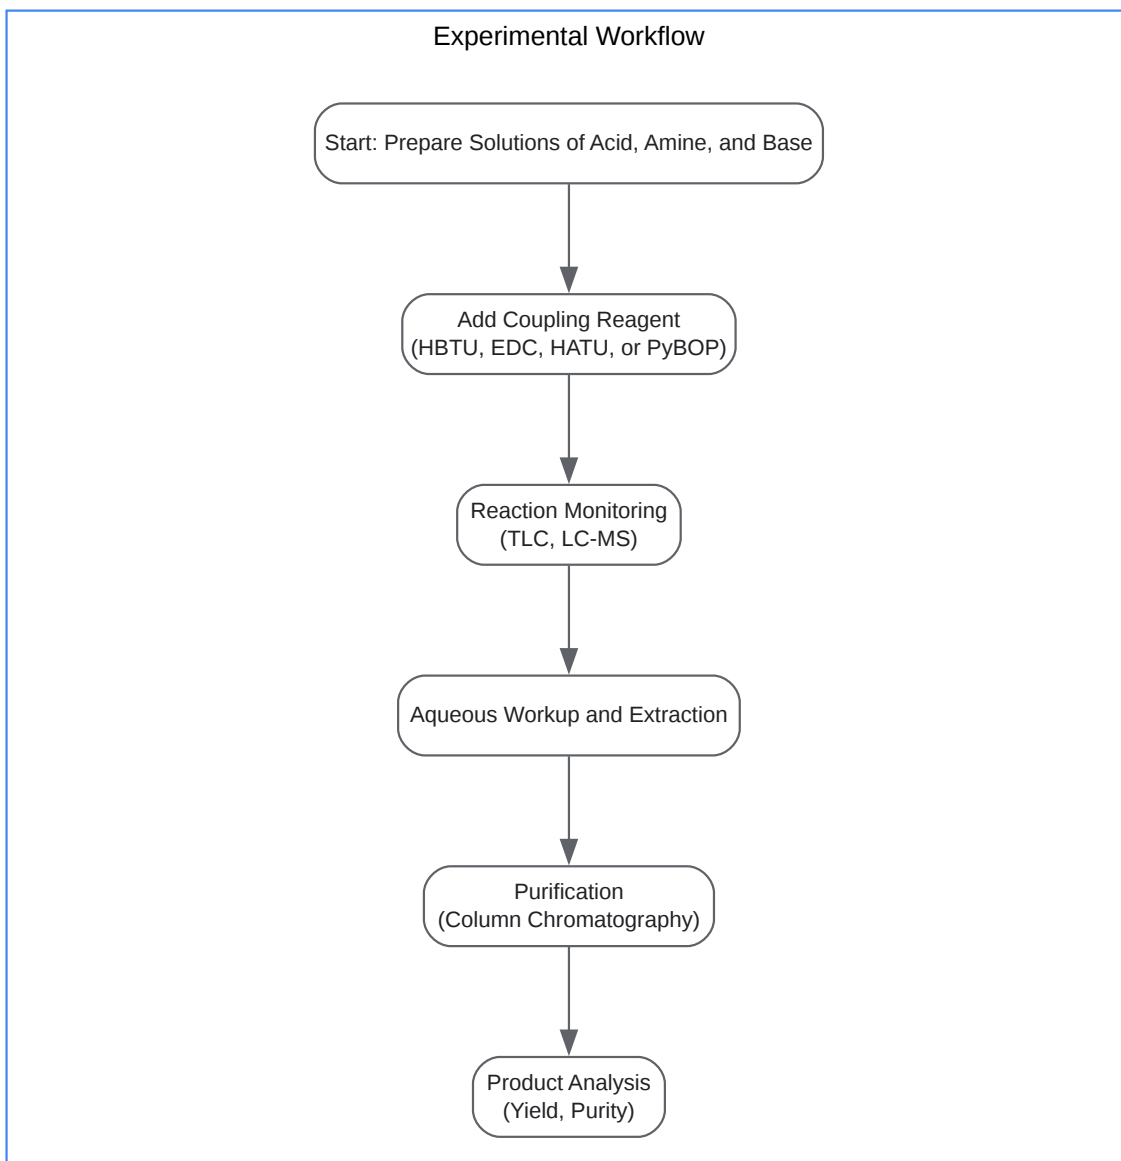 Experimental Workflow
Start: Prepare Solutions of Acid, Amine, and Base
Add Coupling Reagent
(HBTU, EDC, HATU, or PyBOP)
Reaction Monitoring
(TLC, LC-MS)
Aqueous Workup and Extraction
Purification
(Column Chromatography)
Product Analysis
(Yield, Purity)